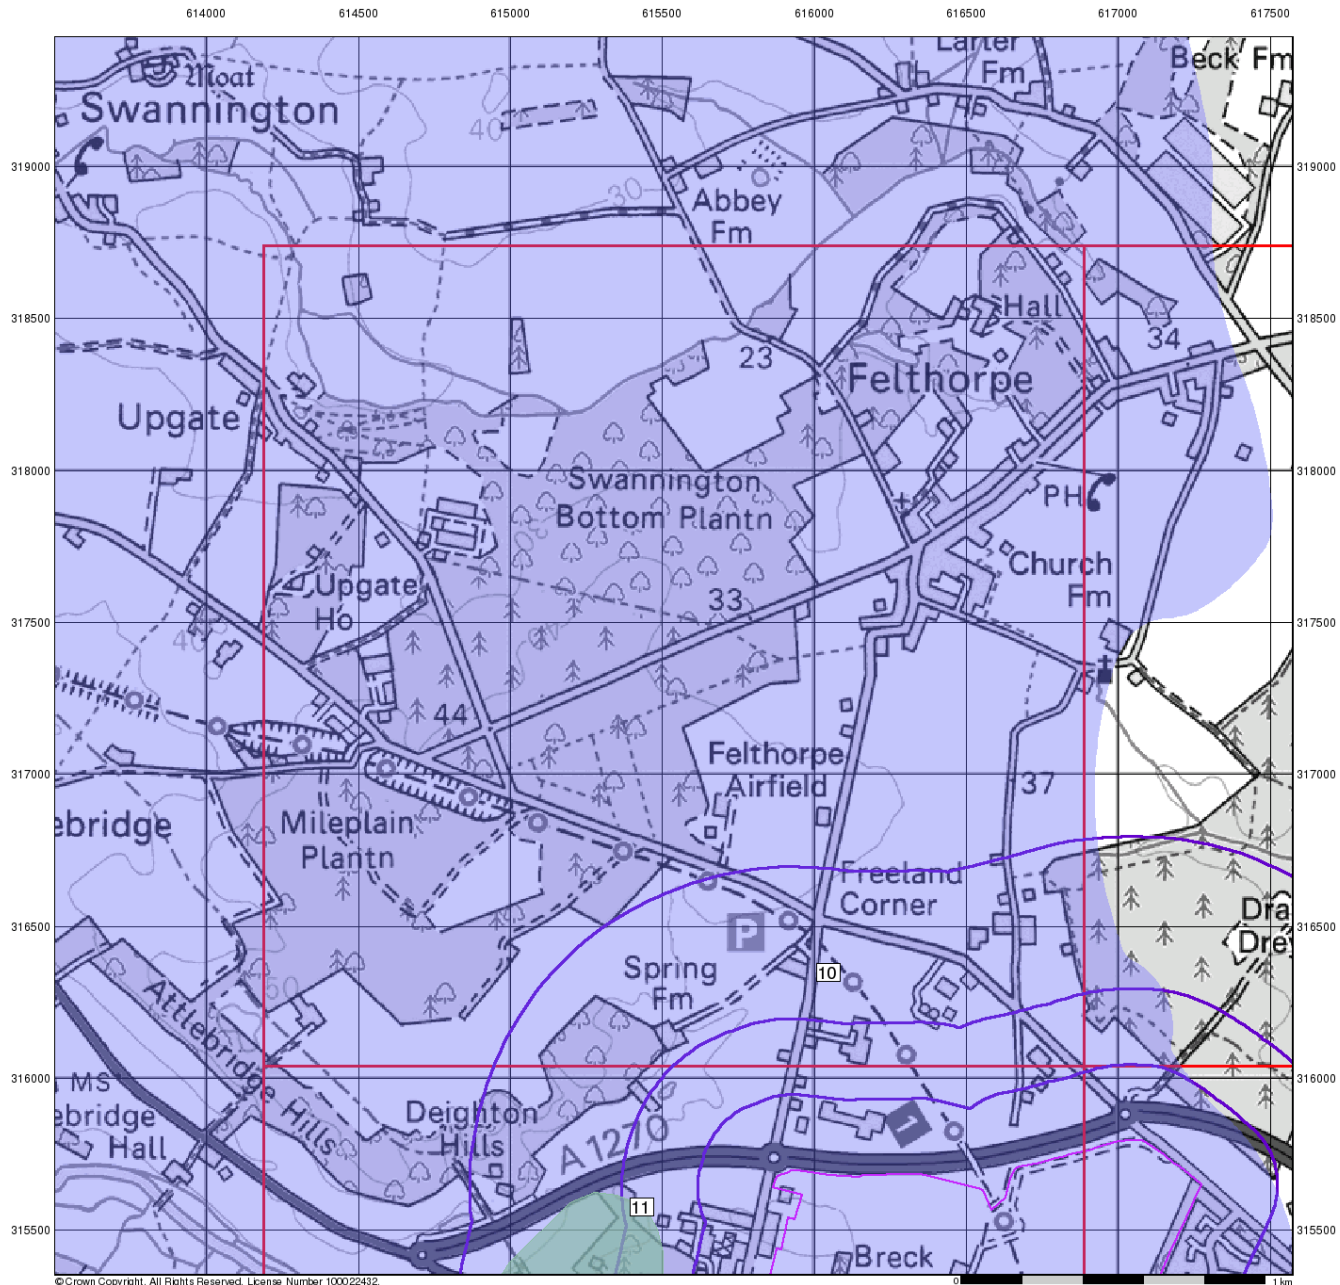 614000 614500 615000 615500 616000 616500 617000 617500
Larter
Fm
Beck Fm
Moat
Swannington
40
319000 319000
30
Abbey
Fm
Hall
318500 318500
34
23
Felthorpe
Upgate
318000 318000
Swannington
Bottom Plantn
PH
Church
Fm
Upgate
Ho
33
317500 317500
40
44
Felthorpe
Airfield
317000 317000
37
ebridge
Mileplain
Plantn
Freeland
Corner
316500 316500
P
Dra
Dre
Spring
Fm
10
Attlebridge Hills
316000 316000
MS
ebridge
Hall
Deighton
Hills
A 1270
1
11
315500 315500
Breck
© Crown Copyright. All Rights Reserved. License Number 100022432.
0 1 km